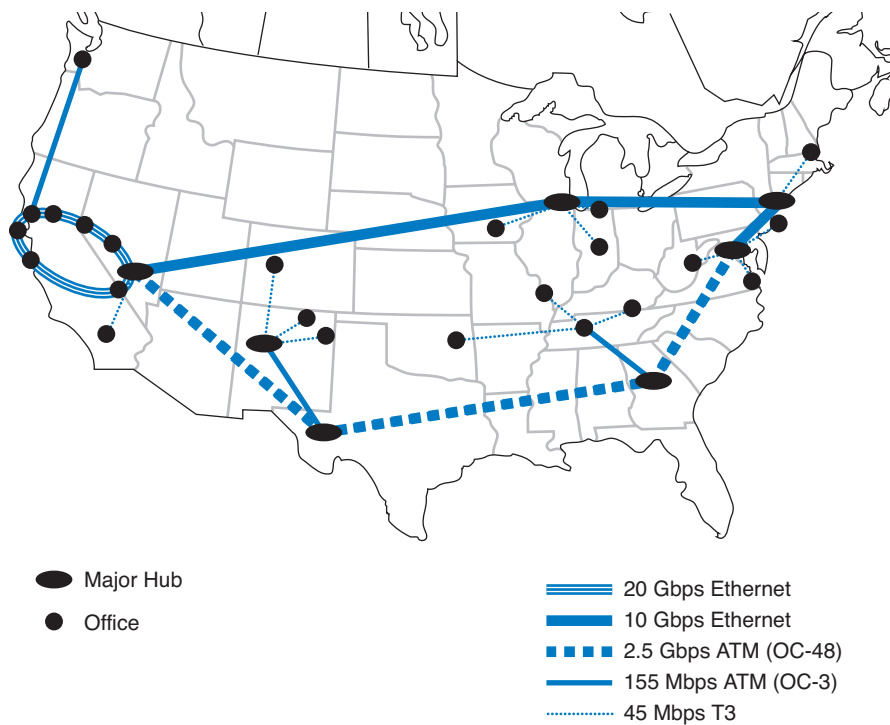 Major Hub
Office
20 Gbps Ethernet
10 Gbps Ethernet
2.5 Gbps ATM (OC-48)
155 Mbps ATM (OC-3)
45 Mbps T3